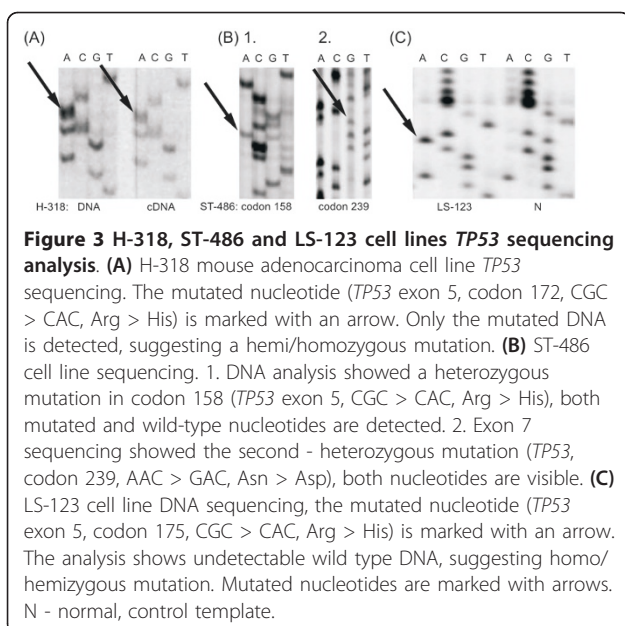 (A) (B) 1. 2. (C)
A C G T A C G T A C G T A C G T A C G T A C G T
H-318: DNA cDNA ST-486: codon 158 codon 239 LS-123 N
Figure 3 H-318, ST-486 and LS-123 cell lines TP53 sequencing
analysis. (A) H-318 mouse adenocarcinoma cell line TP53
sequencing. The mutated nucleotide (TP53 exon 5, codon 172, CGC
> CAC, Arg > His) is marked with an arrow. Only the mutated DNA
is detected, suggesting a hemi/homozygous mutation. (B) ST-486
cell line sequencing. 1. DNA analysis showed a heterozygous
mutation in codon 158 (TP53 exon 5, CGC > CAC, Arg > His), both
mutated and wild-type nucleotides are detected. 2. Exon 7
sequencing showed the second - heterozygous mutation (TP53,
codon 239, AAC > GAC, Asn > Asp), both nucleotides are visible. (C)
LS-123 cell line DNA sequencing, the mutated nucleotide (TP53
exon 5, codon 175, CGC > CAC, Arg > His) is marked with an arrow.
The analysis shows undetectable wild type DNA, suggesting homo/
hemizygous mutation. Mutated nucleotides are marked with arrows.
N - normal, control template.